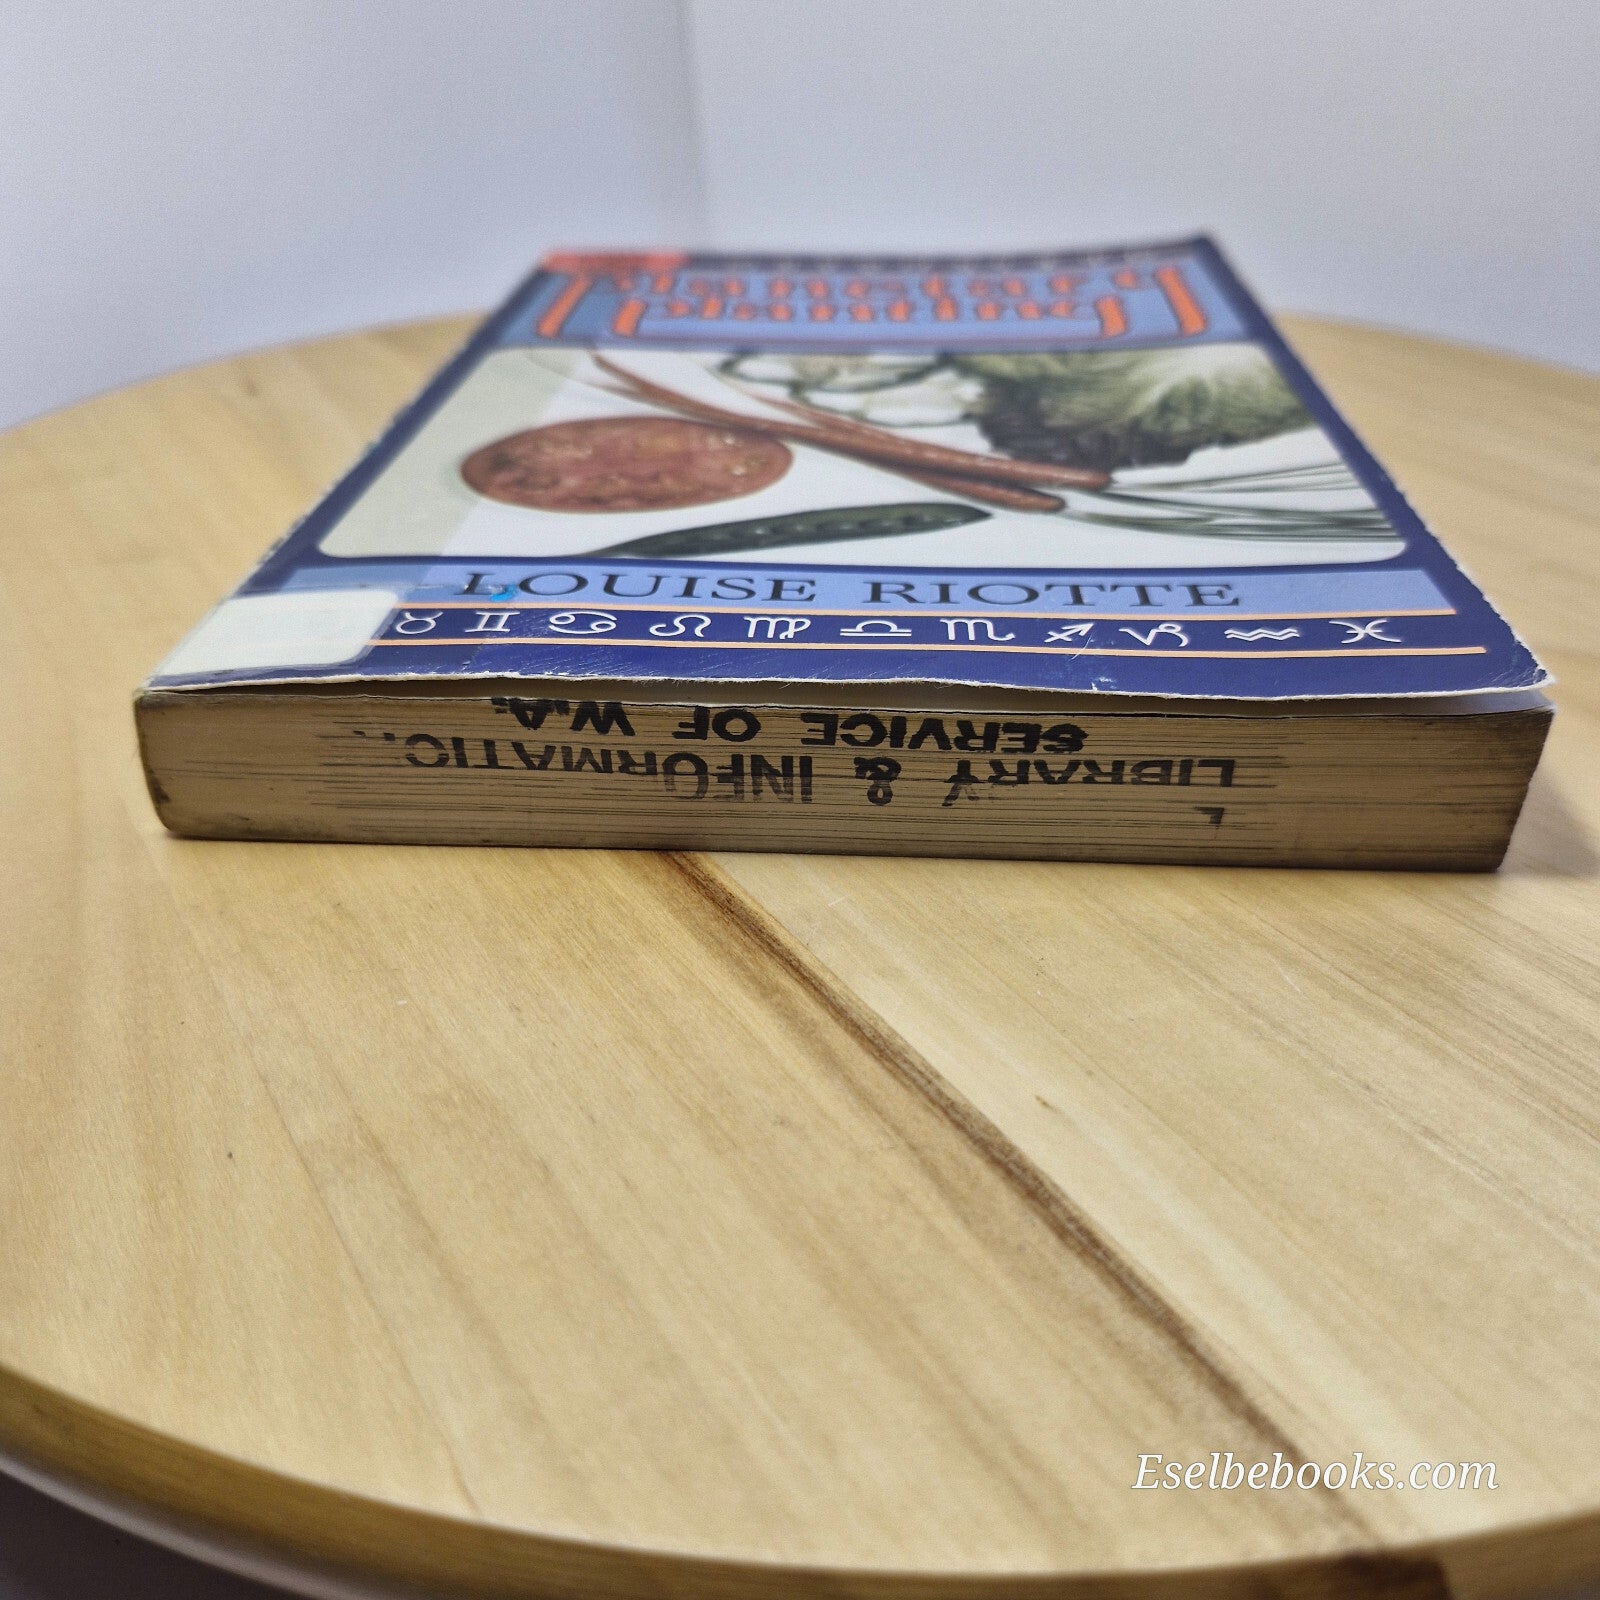 LOUISE RIOTTE
♉ ♊ ♋ ♌ ♍ ♎ ♏ ♐ ♑ ♒ ♓
LIBRARY & INFORMATIO
SERVICE OF W.A.
Eselbebooks.com